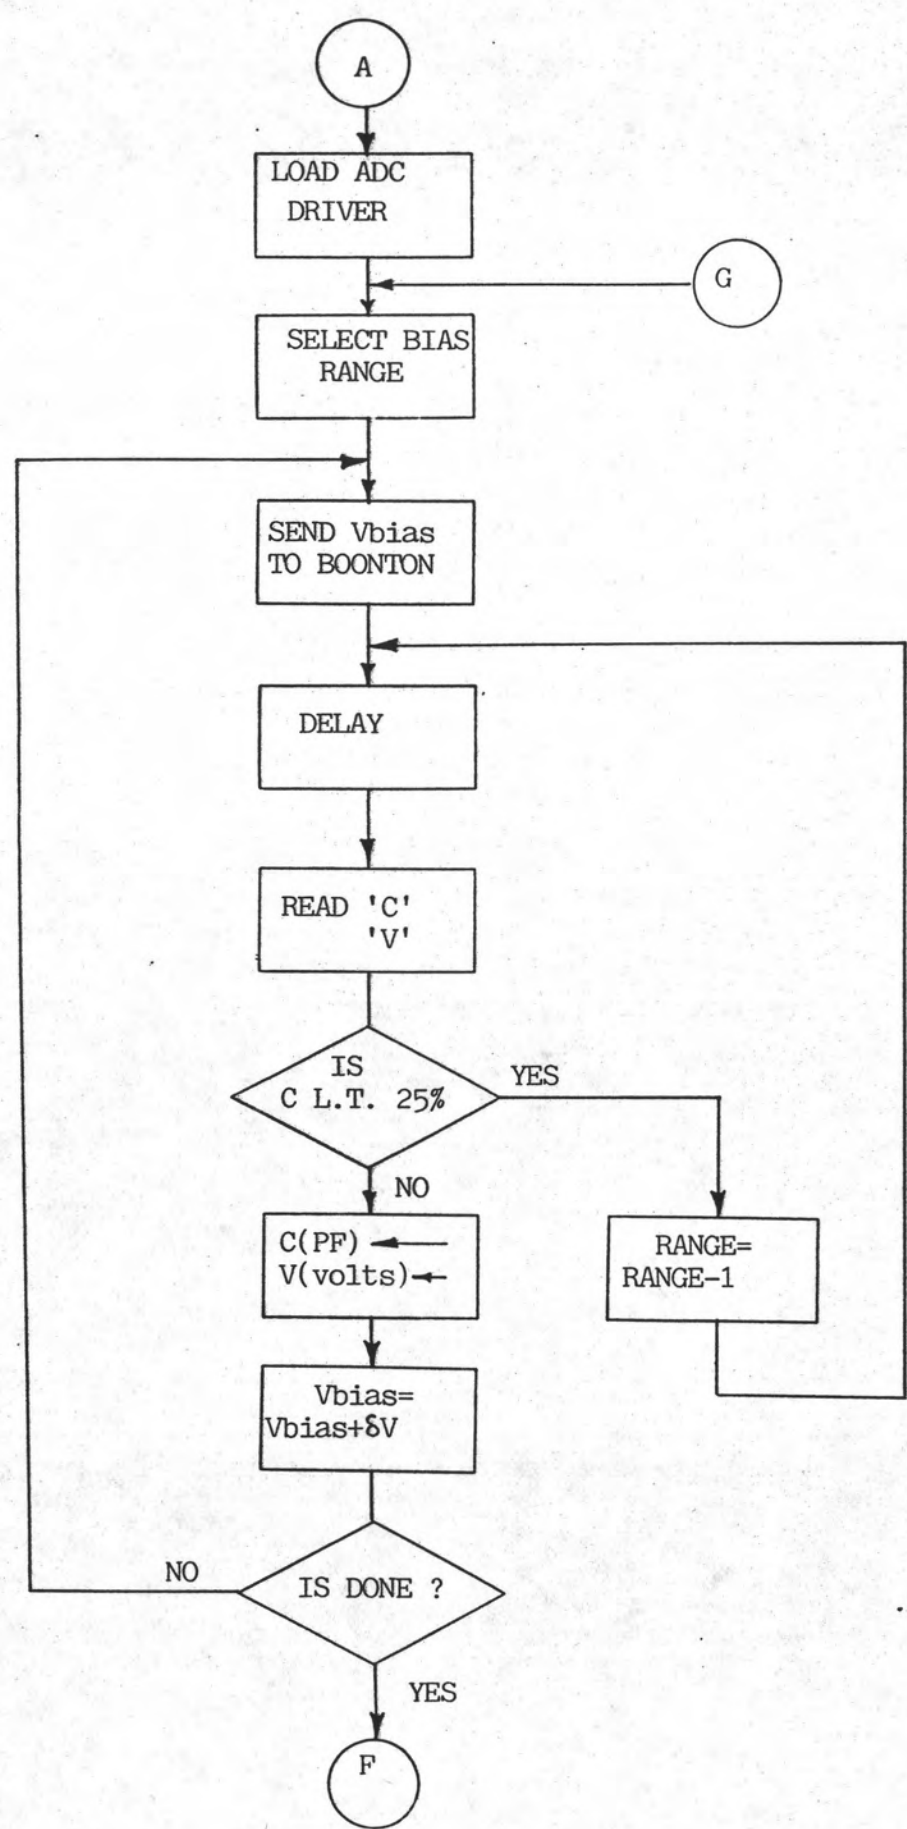 A
LOAD ADC
DRIVER
G
SELECT BIAS
RANGE
SEND Vbias
TO BOONTON
DELAY
READ 'C'
'V'
IS
C L.T. 25%
YES
NO
C(PF)
V(volts)
RANGE=
RANGE-1
Vbias=
Vbias+δV
NO
IS DONE ?
YES
F